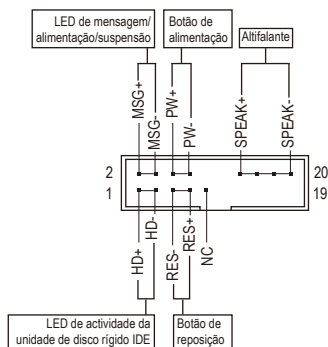 LED de mensagem/
alimentação/suspensão
Botão de
alimentação
Altifalante
MSG+
MSG-
PW+
PW-
SPEAK+
SPEAK-
2
20
1
19
HD+
HD-
RES-
RES+
NC
LED de actividade da
unidade de disco rígido IDE
Botão de
reposição